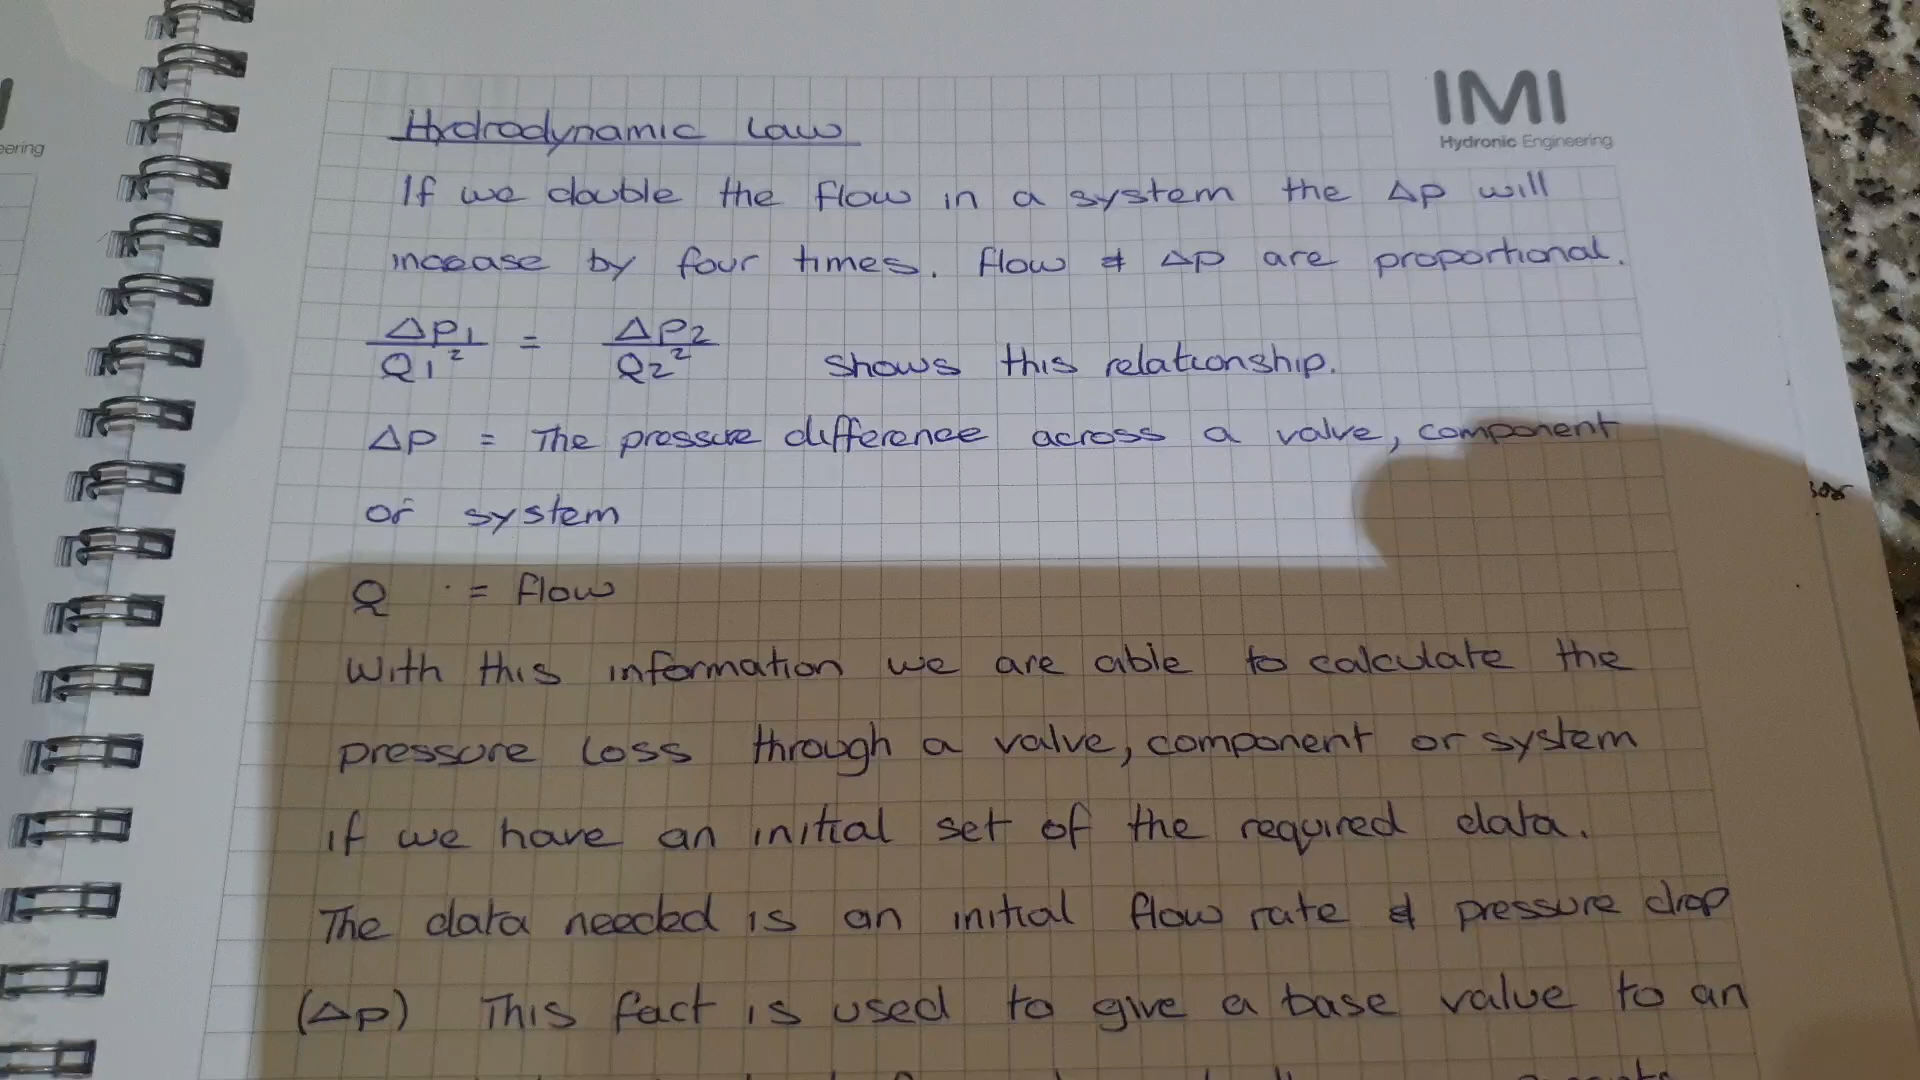 IMI
Hydronic Engineering
eering
Hydrodynamic Law
If we double the flow in a system the Δp will
increase by four times. Flow & Δp are proportional.
Δp1/Q1² = Δp2/Q2² shows this relationship.
Δp = The pressure difference across a valve, component
or system
Q = flow
With this information we are able to calculate the
pressure loss through a valve, component or system
if we have an initial set of the required data.
The data needed is an initial flow rate & pressure drop
(Δp) This fact is used to give a base value to an